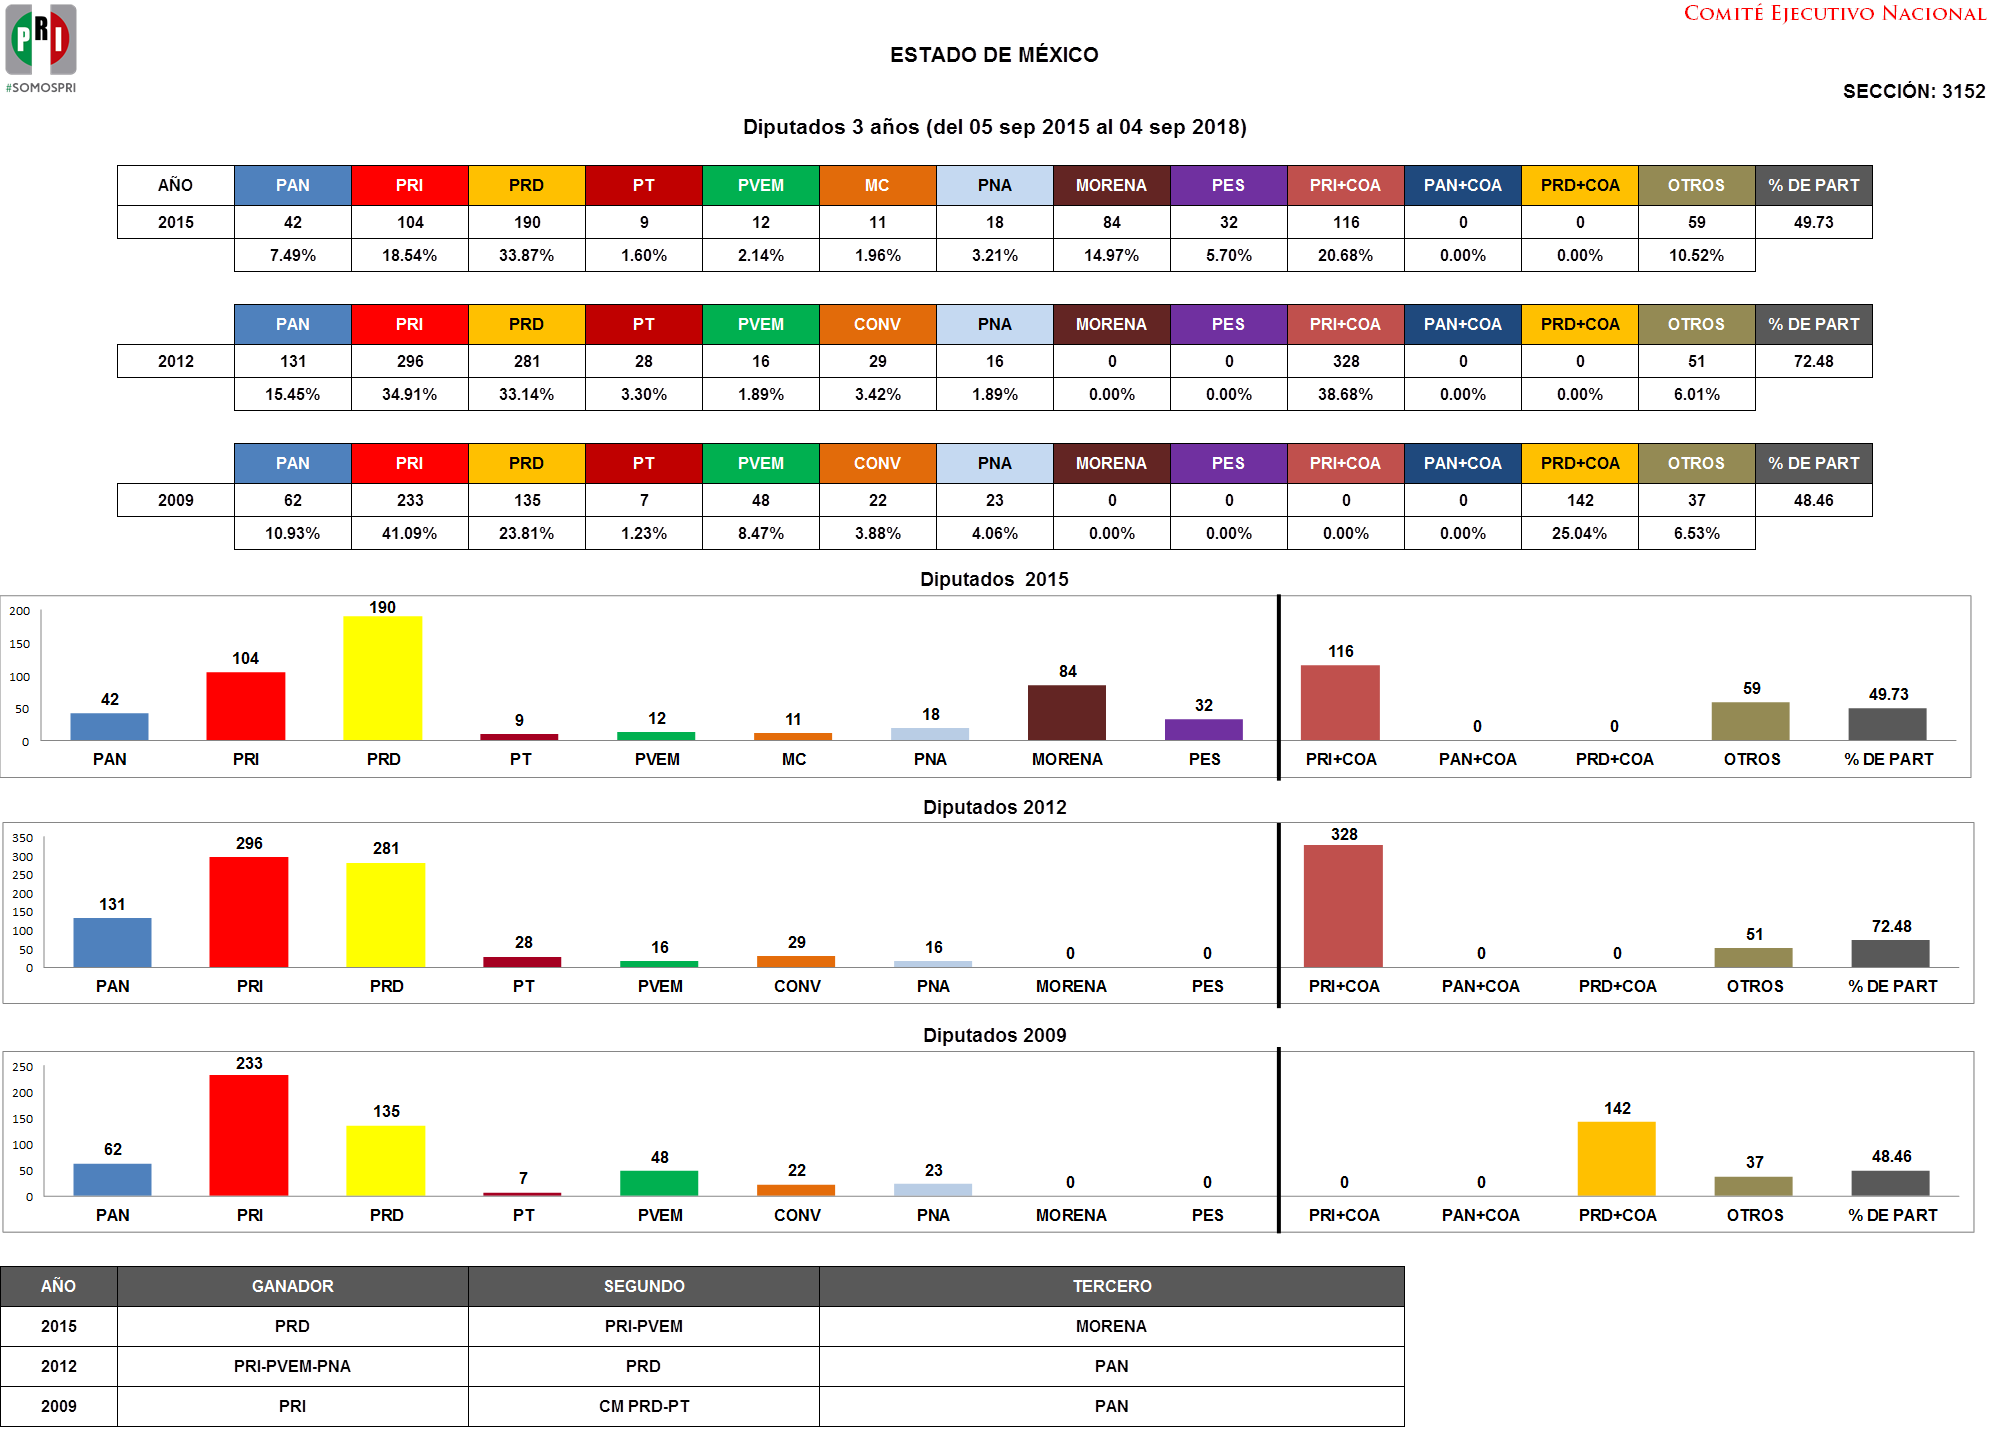 PRI
#SOMOSPRI
COMITÉ EJECUTIVO NACIONAL
ESTADO DE MÉXICO
SECCIÓN: 3152
Diputados 3 años (del 05 sep 2015 al 04 sep 2018)
AÑO PAN PRI PRD PT PVEM MC PNA MORENA PES PRI+COA PAN+COA PRD+COA OTROS % DE PART
2015 42 104 190 9 12 11 18 84 32 116 0 0 59 49.73
7.49% 18.54% 33.87% 1.60% 2.14% 1.96% 3.21% 14.97% 5.70% 20.68% 0.00% 0.00% 10.52%
PAN PRI PRD PT PVEM CONV PNA MORENA PES PRI+COA PAN+COA PRD+COA OTROS % DE PART
2012 131 296 281 28 16 29 16 0 0 328 0 0 51 72.48
15.45% 34.91% 33.14% 3.30% 1.89% 3.42% 1.89% 0.00% 0.00% 38.68% 0.00% 0.00% 6.01%
PAN PRI PRD PT PVEM CONV PNA MORENA PES PRI+COA PAN+COA PRD+COA OTROS % DE PART
2009 62 233 135 7 48 22 23 0 0 0 0 142 37 48.46
10.93% 41.09% 23.81% 1.23% 8.47% 3.88% 4.06% 0.00% 0.00% 0.00% 0.00% 25.04% 6.53%
Diputados 2015
200
150
100
50
0
42 104 190 9 12 11 18 84 32 116 0 0 59 49.73
PAN PRI PRD PT PVEM MC PNA MORENA PES PRI+COA PAN+COA PRD+COA OTROS % DE PART
Diputados 2012
350
300
250
200
150
100
50
0
131 296 281 28 16 29 16 0 0 328 0 0 51 72.48
PAN PRI PRD PT PVEM CONV PNA MORENA PES PRI+COA PAN+COA PRD+COA OTROS % DE PART
Diputados 2009
250
200
150
100
50
0
62 233 135 7 48 22 23 0 0 0 0 142 37 48.46
PAN PRI PRD PT PVEM CONV PNA MORENA PES PRI+COA PAN+COA PRD+COA OTROS % DE PART
AÑO GANADOR SEGUNDO TERCERO
2015 PRD PRI-PVEM MORENA
2012 PRI-PVEM-PNA PRD PAN
2009 PRI CM PRD-PT PAN